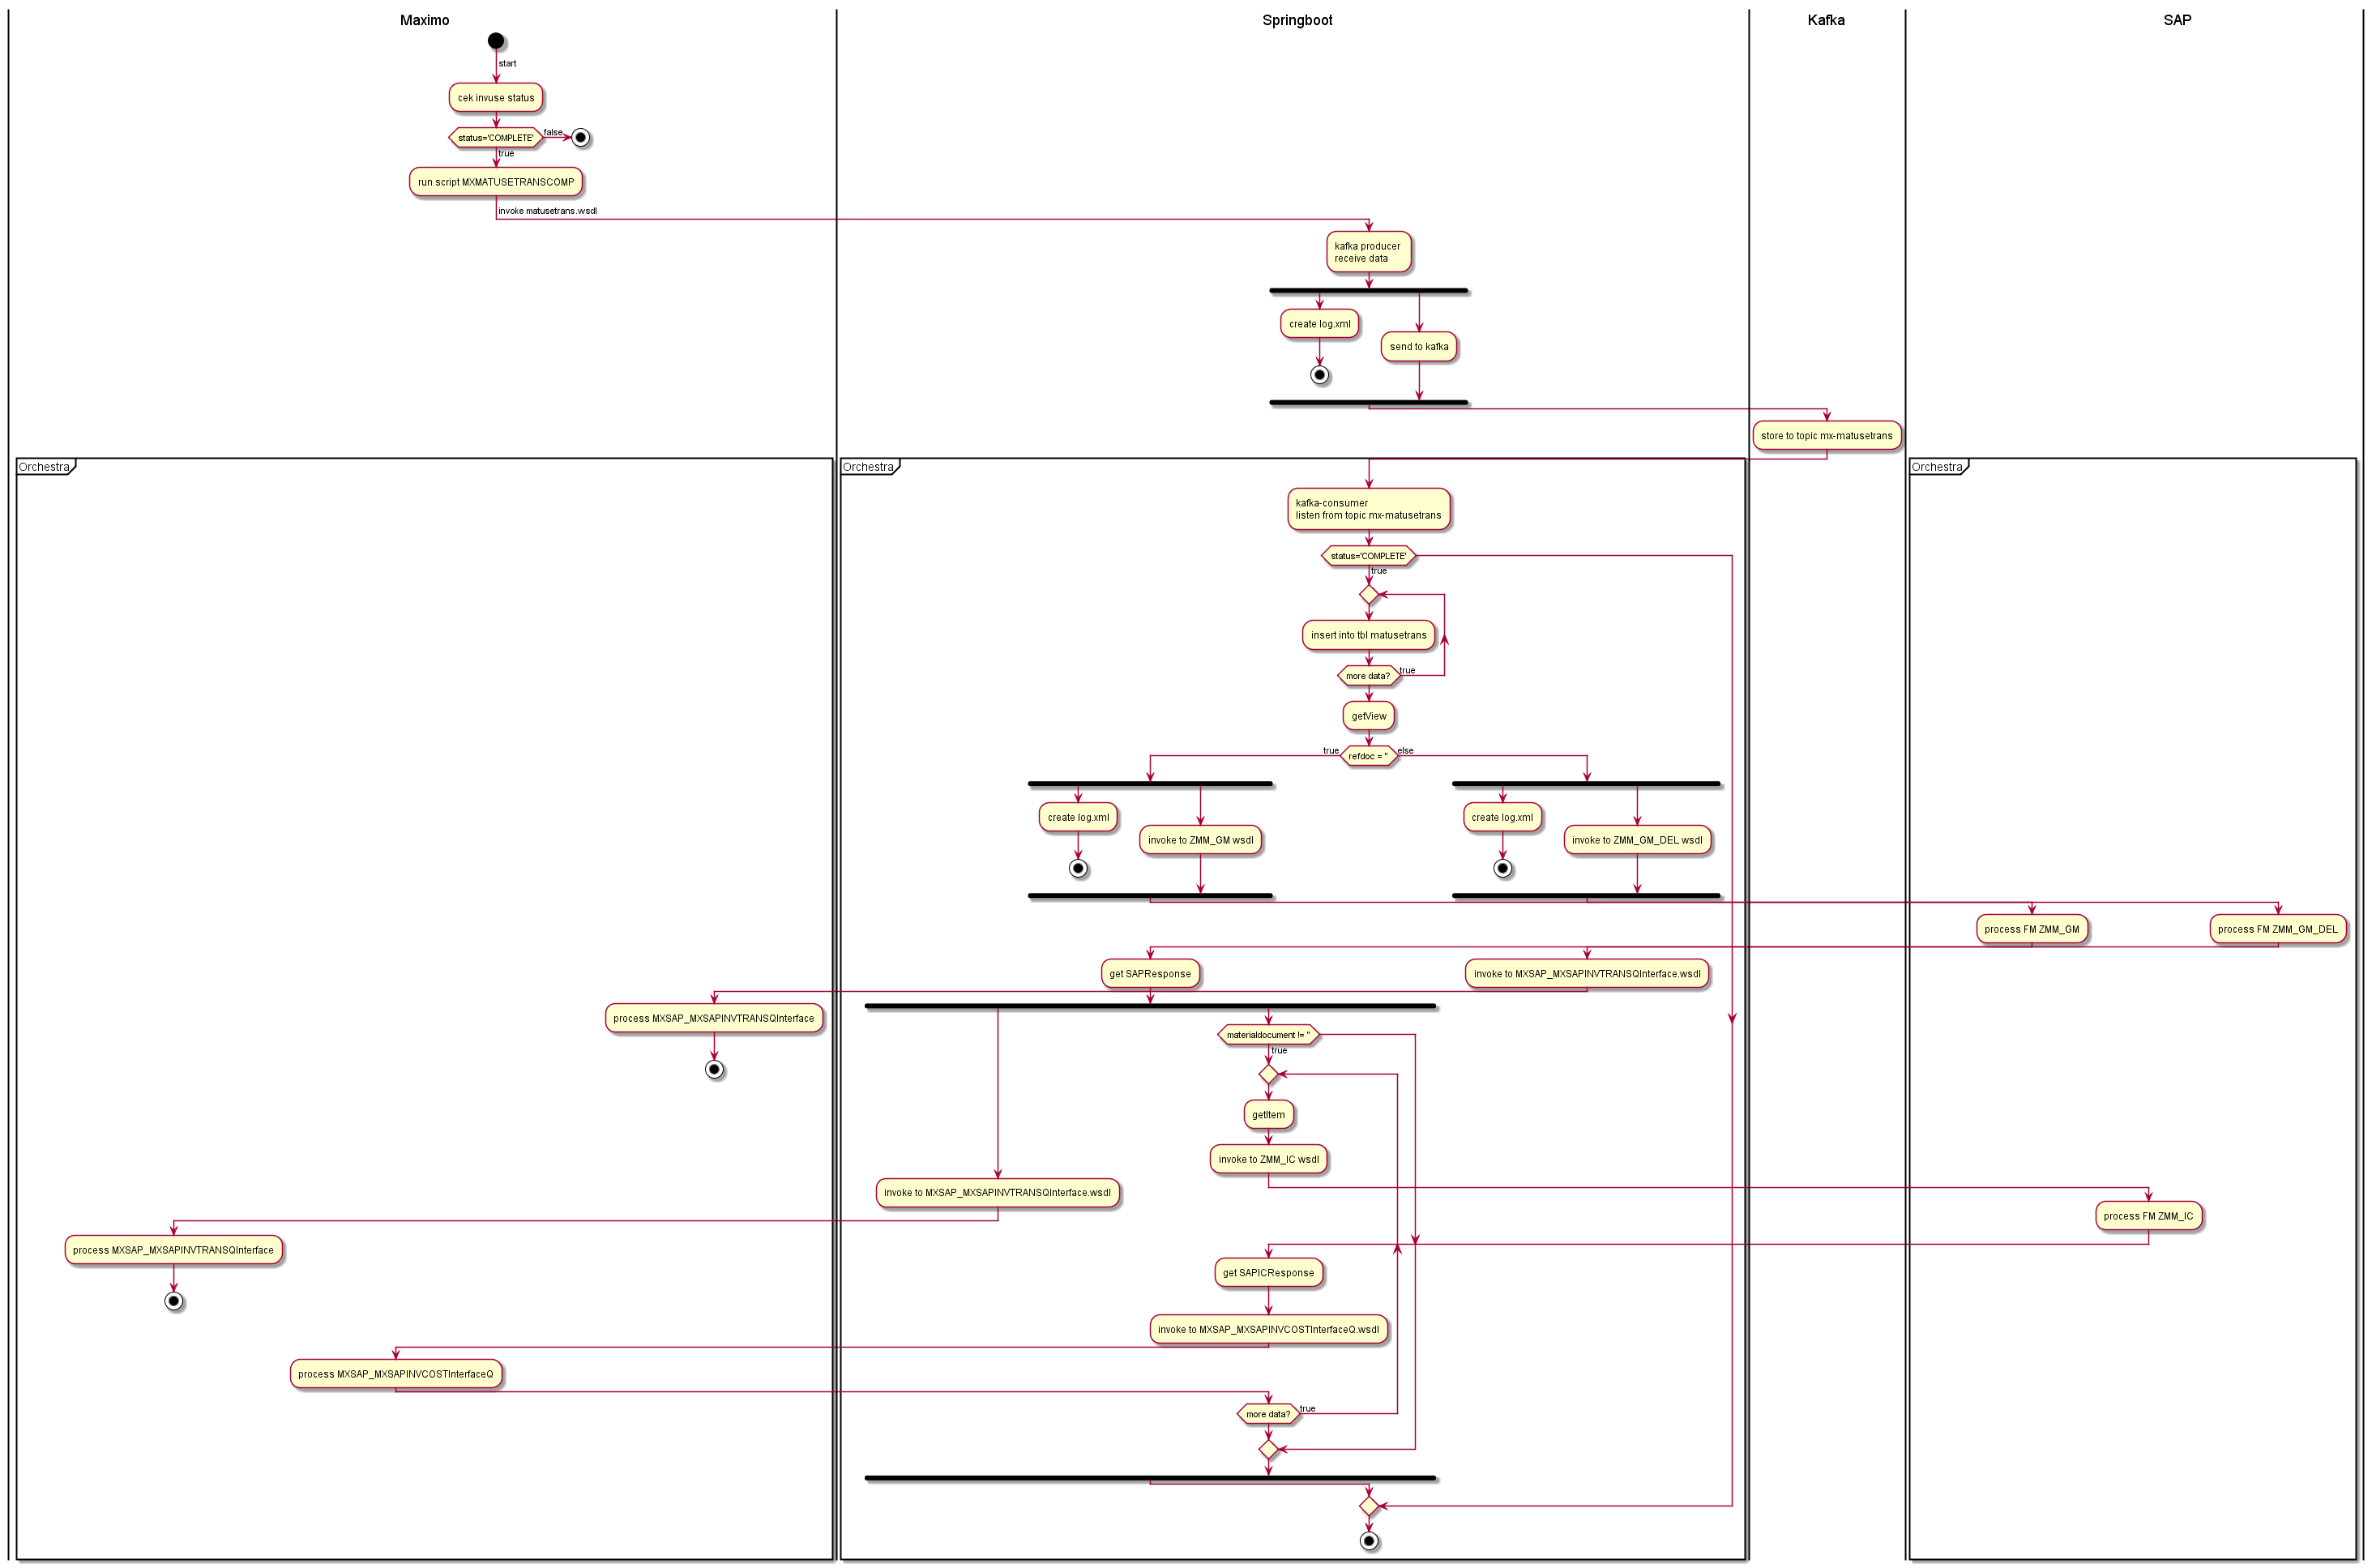 Maximo
Springboot
Kafka
SAP
start
cek invuse status
status='COMPLETE'
false
true
run script MXMATUSETRANSCOMP
invoke matusetrans.wsdl
kafka producer
receive data
create log.xml
send to kafka
store to topic mx-matusetrans
Orchestra
Orchestra
Orchestra
kafka-consumer
listen from topic mx-matusetrans
status='COMPLETE'
true
insert into tbl matusetrans
more data?
true
getView
true
refdoc = ''
else
create log.xml
invoke to ZMM_GM wsdl
create log.xml
invoke to ZMM_GM_DEL wsdl
process FM ZMM_GM
process FM ZMM_GM_DEL
get SAPResponse
invoke to MXSAP_MXSAPINVTRANSQInterface.wsdl
process MXSAP_MXSAPINVTRANSQInterface
materialdocument != ''
true
getItem
invoke to ZMM_IC wsdl
invoke to MXSAP_MXSAPINVTRANSQInterface.wsdl
process FM ZMM_IC
process MXSAP_MXSAPINVTRANSQInterface
get SAPICResponse
invoke to MXSAP_MXSAPINVCOSTInterfaceQ.wsdl
process MXSAP_MXSAPINVCOSTInterfaceQ
more data?
true